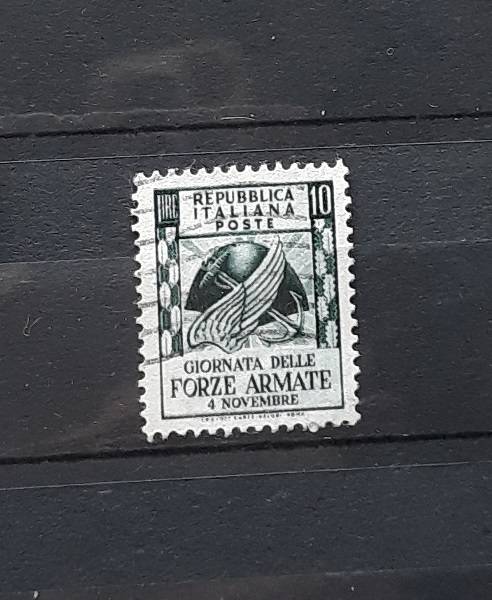 LIRE
REPUBBLICA
ITALIANA
POSTE
10
GIORNATA DELLE
FORZE ARMATE
4 NOVEMBRE